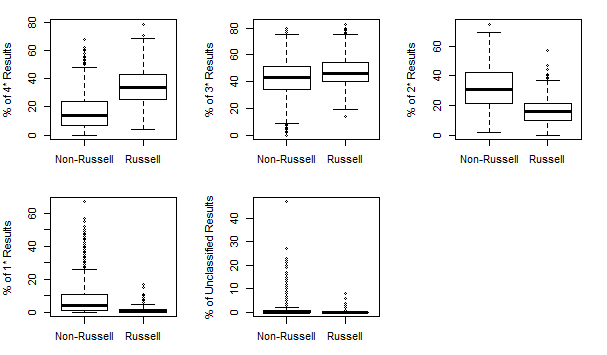 % of 4* Results
0 20 40 60 80
Non-Russell Russell
% of 3* Results
0 20 40 60 80
Non-Russell Russell
% of 2* Results
0 20 40 60
Non-Russell Russell
% of 1* Results
0 20 40 60
Non-Russell Russell
% of Unclassified Results
0 10 20 30 40
Non-Russell Russell